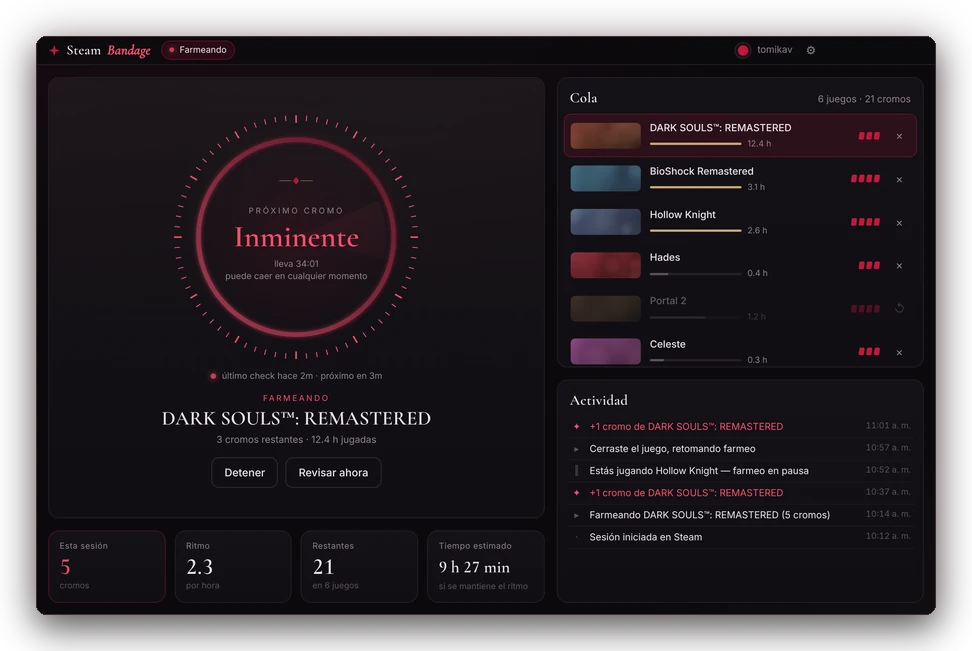 Steam Bandage
Farmeando
tomikav
PRÓXIMO CROMO
Inminente
lleva 34:01
puede caer en cualquier momento
último check hace 2m · próximo en 3m
FARMEANDO
DARK SOULS™: REMASTERED
3 cromos restantes · 12.4 h jugadas
Detener
Revisar ahora
Esta sesión
5
cromos
Ritmo
2.3
por hora
Restantes
21
en 6 juegos
Tiempo estimado
9 h 27 min
si se mantiene el ritmo
Cola
6 juegos · 21 cromos
DARK SOULS™: REMASTERED
12.4 h
BioShock Remastered
3.1 h
Hollow Knight
2.6 h
Hades
0.4 h
Portal 2
1.2 h
Celeste
0.3 h
Actividad
+1 cromo de DARK SOULS™: REMASTERED 11:01 a. m.
Cerraste el juego, retomando farmeo 10:57 a. m.
Estás jugando Hollow Knight — farmeo en pausa 10:52 a. m.
+1 cromo de DARK SOULS™: REMASTERED 10:37 a. m.
Farmeando DARK SOULS™: REMASTERED (5 cromos) 10:14 a. m.
Sesión iniciada en Steam 10:12 a. m.